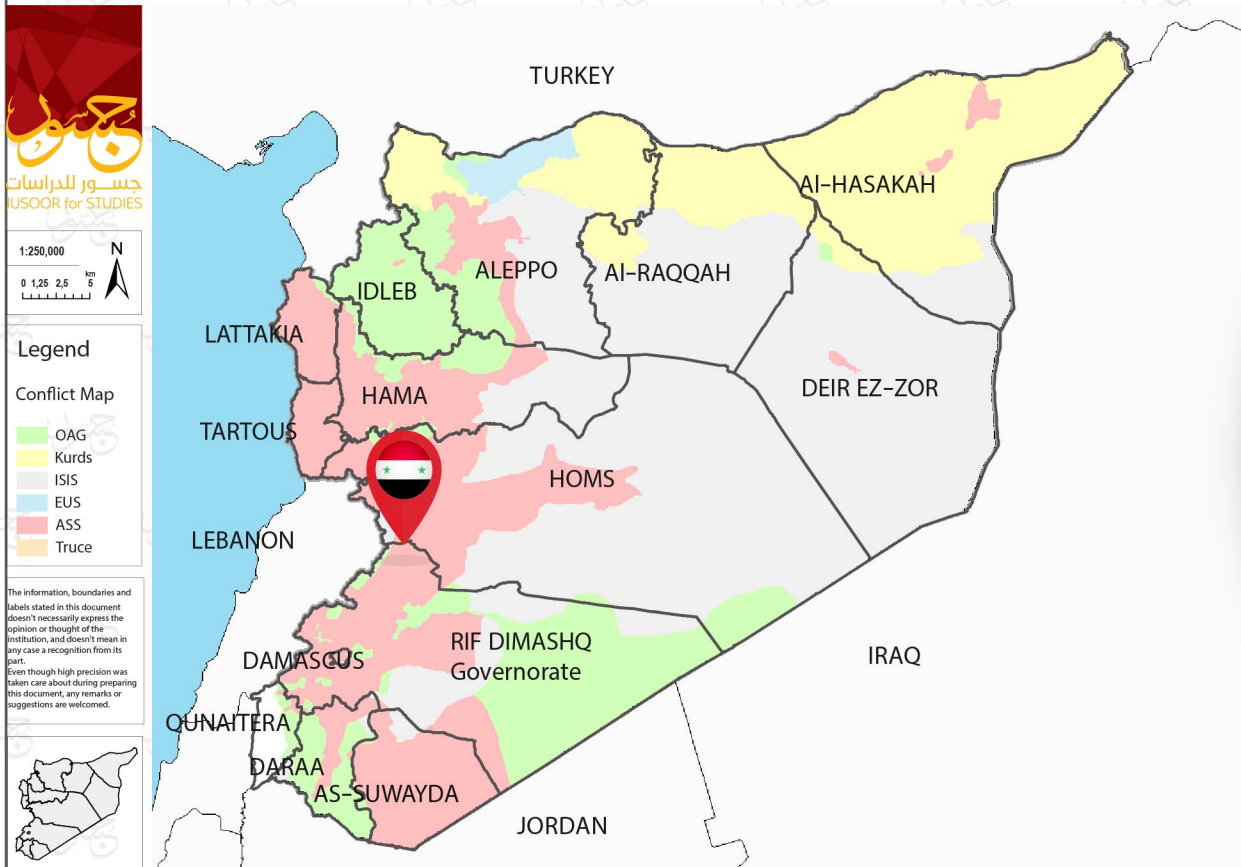 جسور
جســور للدراسات
JUSOOR for STUDIES
1:250,000
N
km
0 1,25 2,5 5
Legend
Conflict Map
OAG
Kurds
ISIS
EUS
ASS
Truce
The information, boundaries and
labels stated in this document
doesn't necessarily express the
opinion or thought of the
institution, and doesn't mean in
any case a recognition from its
part.
Even though high precision was
taken care about during preparing
this document, any remarks or
suggestions are welcomed.
TURKEY
Al-HASAKAH
ALEPPO
Al-RAQQAH
IDLEB
LATTAKIA
DEIR EZ-ZOR
HAMA
TARTOUS
HOMS
LEBANON
RIF DIMASHQ
Governorate
IRAQ
DAMASCUS
QUNAITERA
DARAA
AS-SUWAYDA
JORDAN